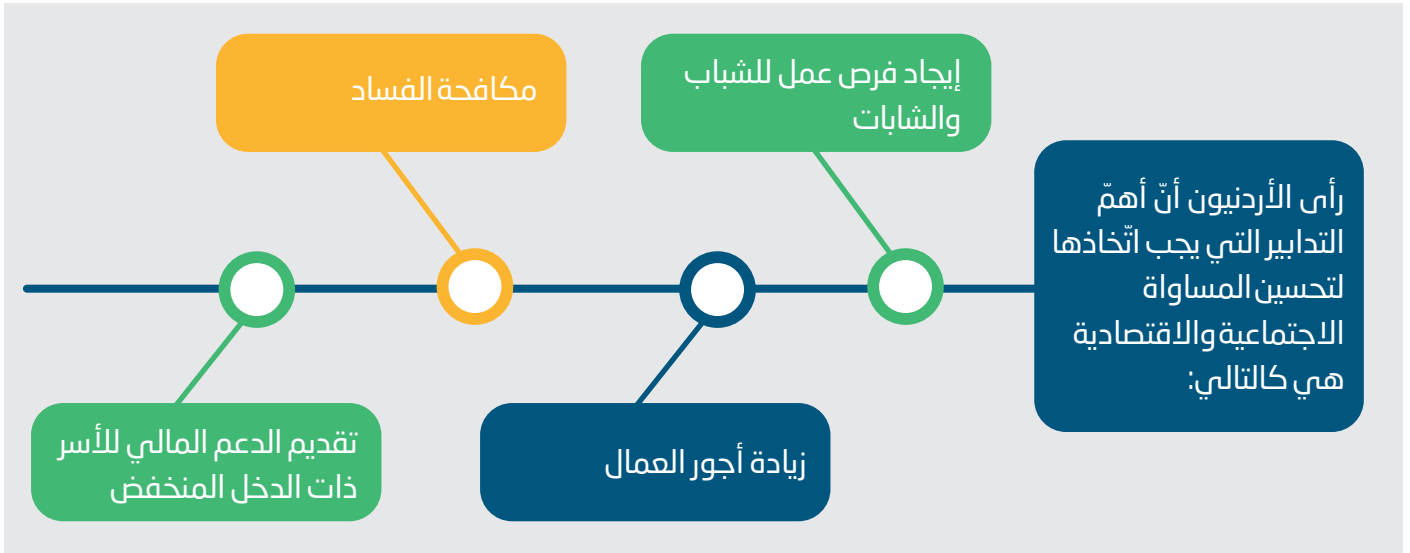 رأى الأردنيون أنّ أهمّ
التدابير التي يجب اتّخاذها
لتحسين المساواة
الاجتماعية والاقتصادية
هي كالتالي:
إيجاد فرص عمل للشباب
والشابات
زيادة أجور العمال
مكافحة الفساد
تقديم الدعم المالي للأسر
ذات الدخل المنخفض